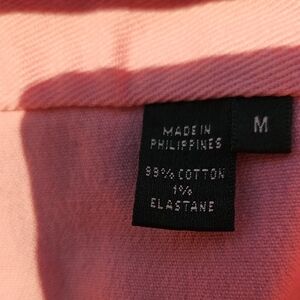 MADE IN
PHILIPPINES
99% COTTON
1%
ELASTANE
M